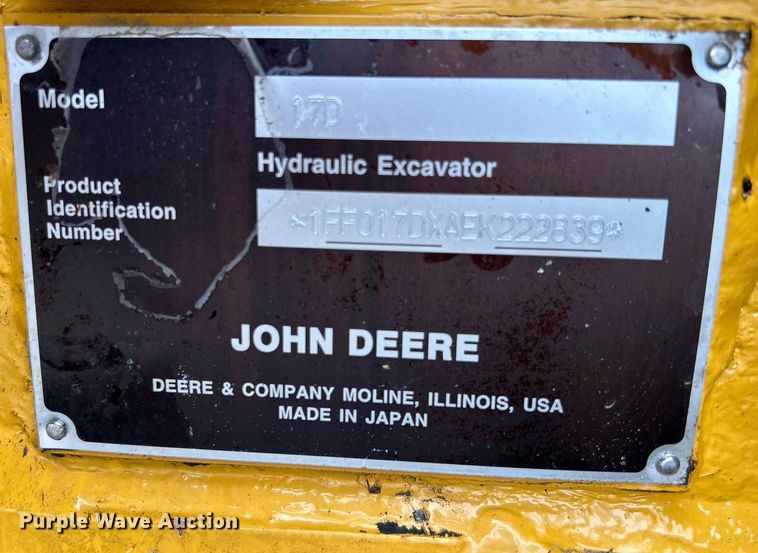 Model
17D
Hydraulic Excavator
Product
Identification
Number
*1FF017DXAEK222839*
JOHN DEERE
DEERE & COMPANY MOLINE, ILLINOIS, USA
MADE IN JAPAN
Purple Wave Auction